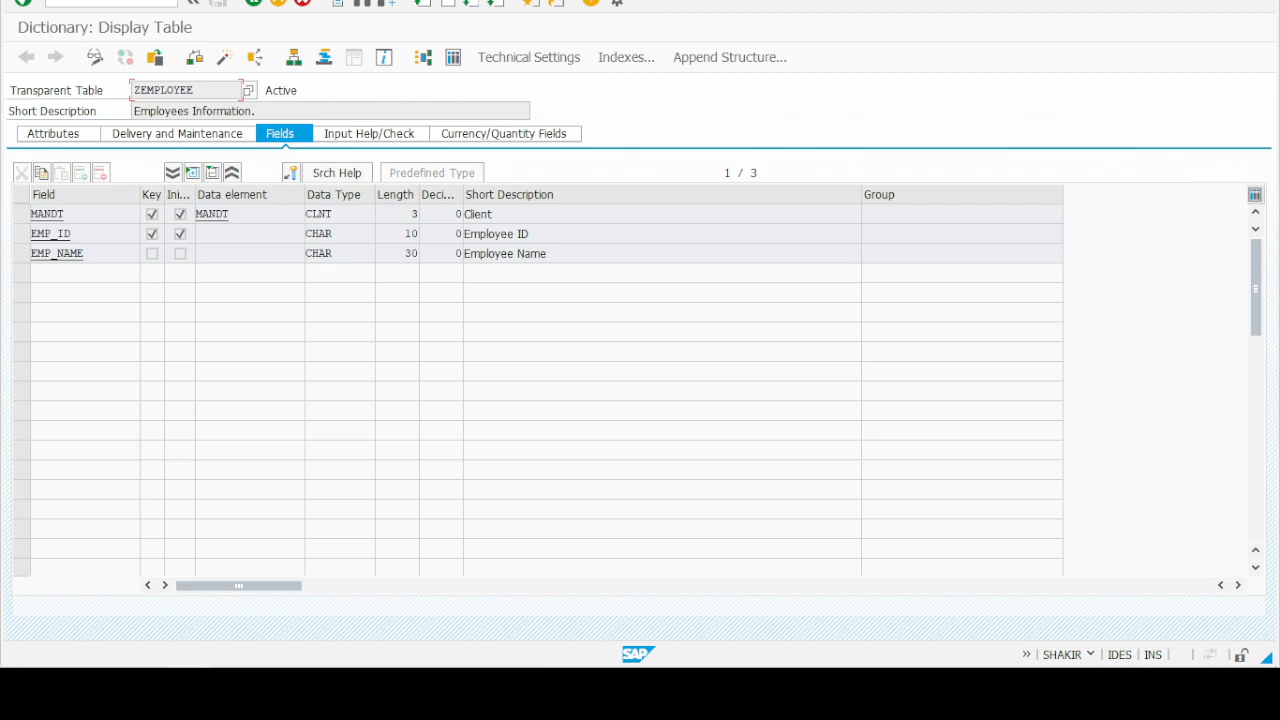 Dictionary: Display Table
Technical Settings Indexes... Append Structure...
Transparent Table ZEMPLOYEE Active
Short Description Employees Information.
Attributes Delivery and Maintenance Fields Input Help/Check Currency/Quantity Fields
Srch Help Predefined Type 1 / 3
Field Key Ini... Data element Data Type Length Deci... Short Description Group
MANDT MANDT CLNT 3 0 Client
EMP_ID CHAR 10 0 Employee ID
EMP_NAME CHAR 30 0 Employee Name
SAP SHAKIR IDES INS